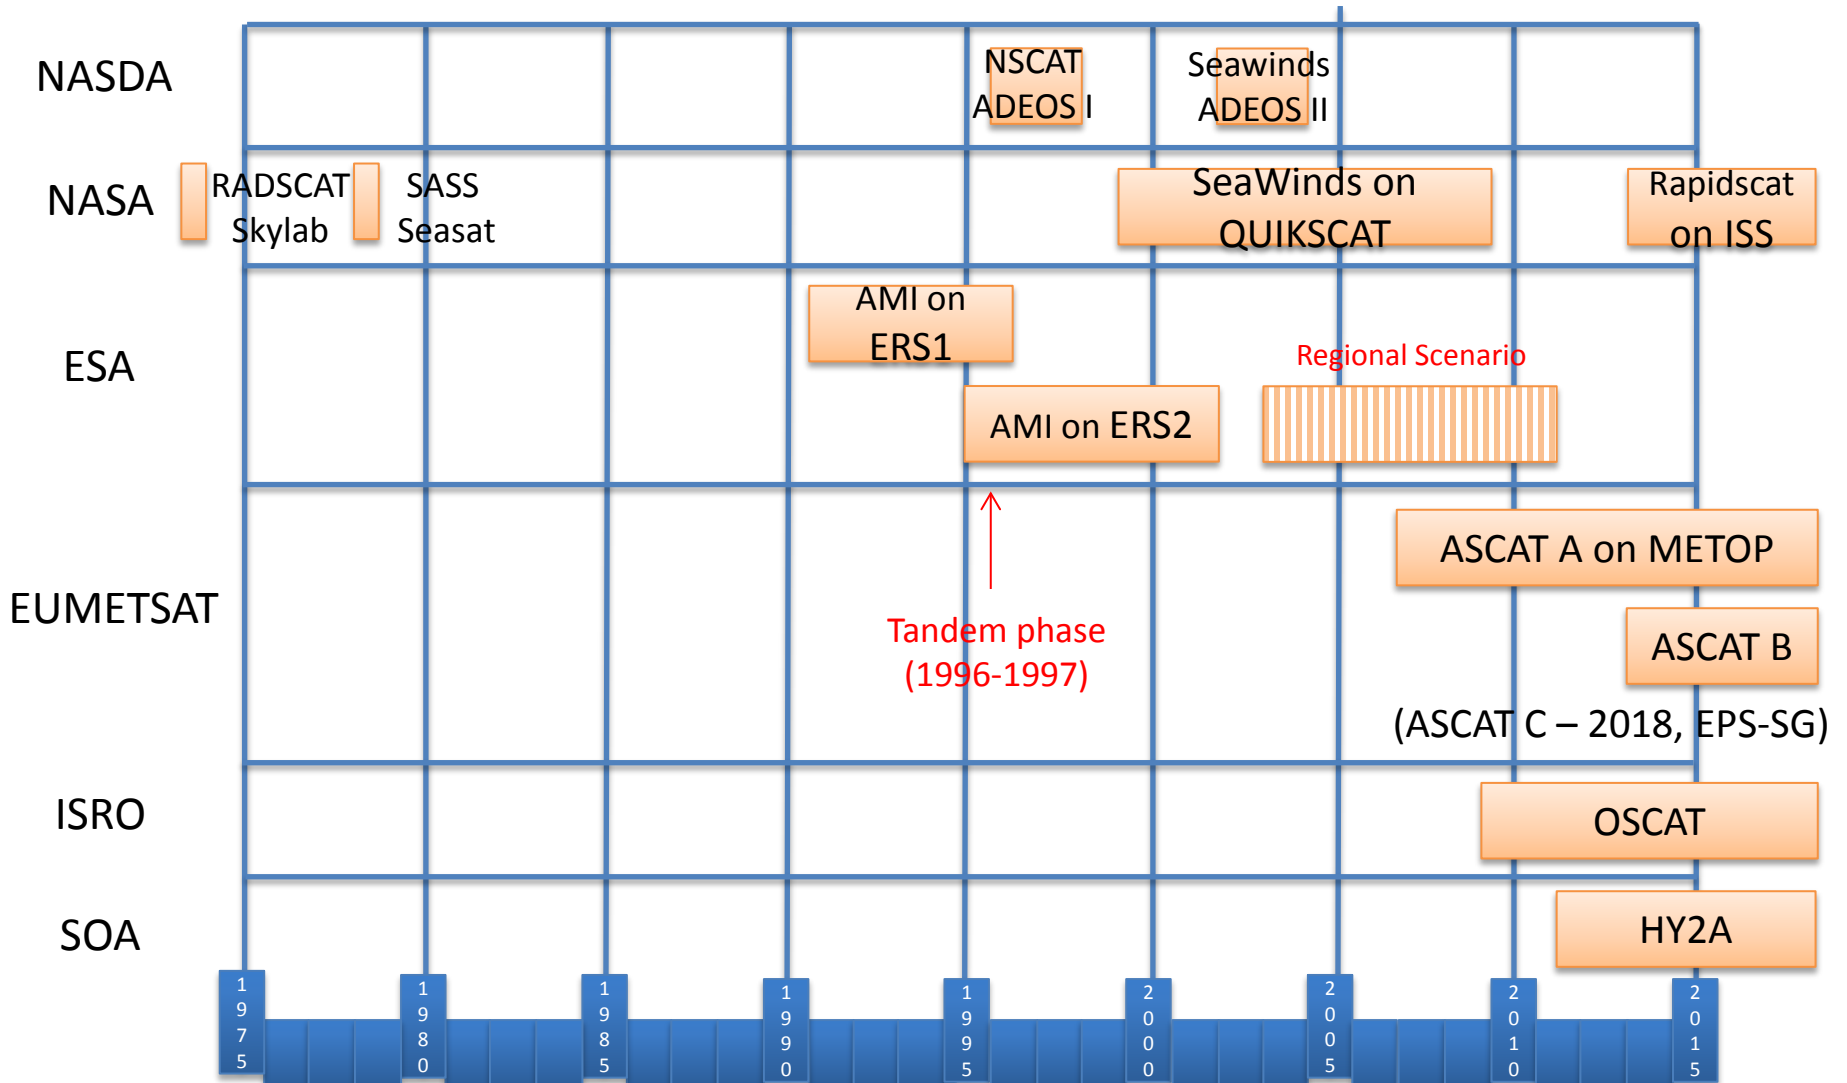 NASDA
NSCAT
ADEOS I
Seawinds
ADEOS II
NASA
RADSCAT
Skylab
SASS
Seasat
SeaWinds on
QUIKSCAT
Rapidscat
on ISS
ESA
AMI on
ERS1
AMI on ERS2
Regional Scenario
EUMETSAT
Tandem phase
(1996-1997)
ASCAT A on METOP
ASCAT B
(ASCAT C – 2018, EPS-SG)
ISRO
OSCAT
SOA
HY2A
1975
1980
1985
1990
1995
2000
2005
2010
2015